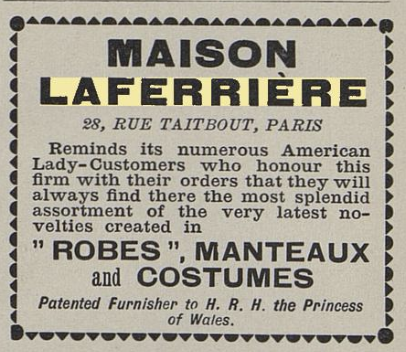 MAISON
LAFERRIÈRE
28, RUE TAITBOUT, PARIS
Reminds its numerous American
Lady-Customers who honour this
firm with their orders that they will
always find there the most splendid
assortment of the very latest no-
velties created in
" ROBES ", MANTEAUX
and COSTUMES
Patented Furnisher to H. R. H. the Princess
of Wales.